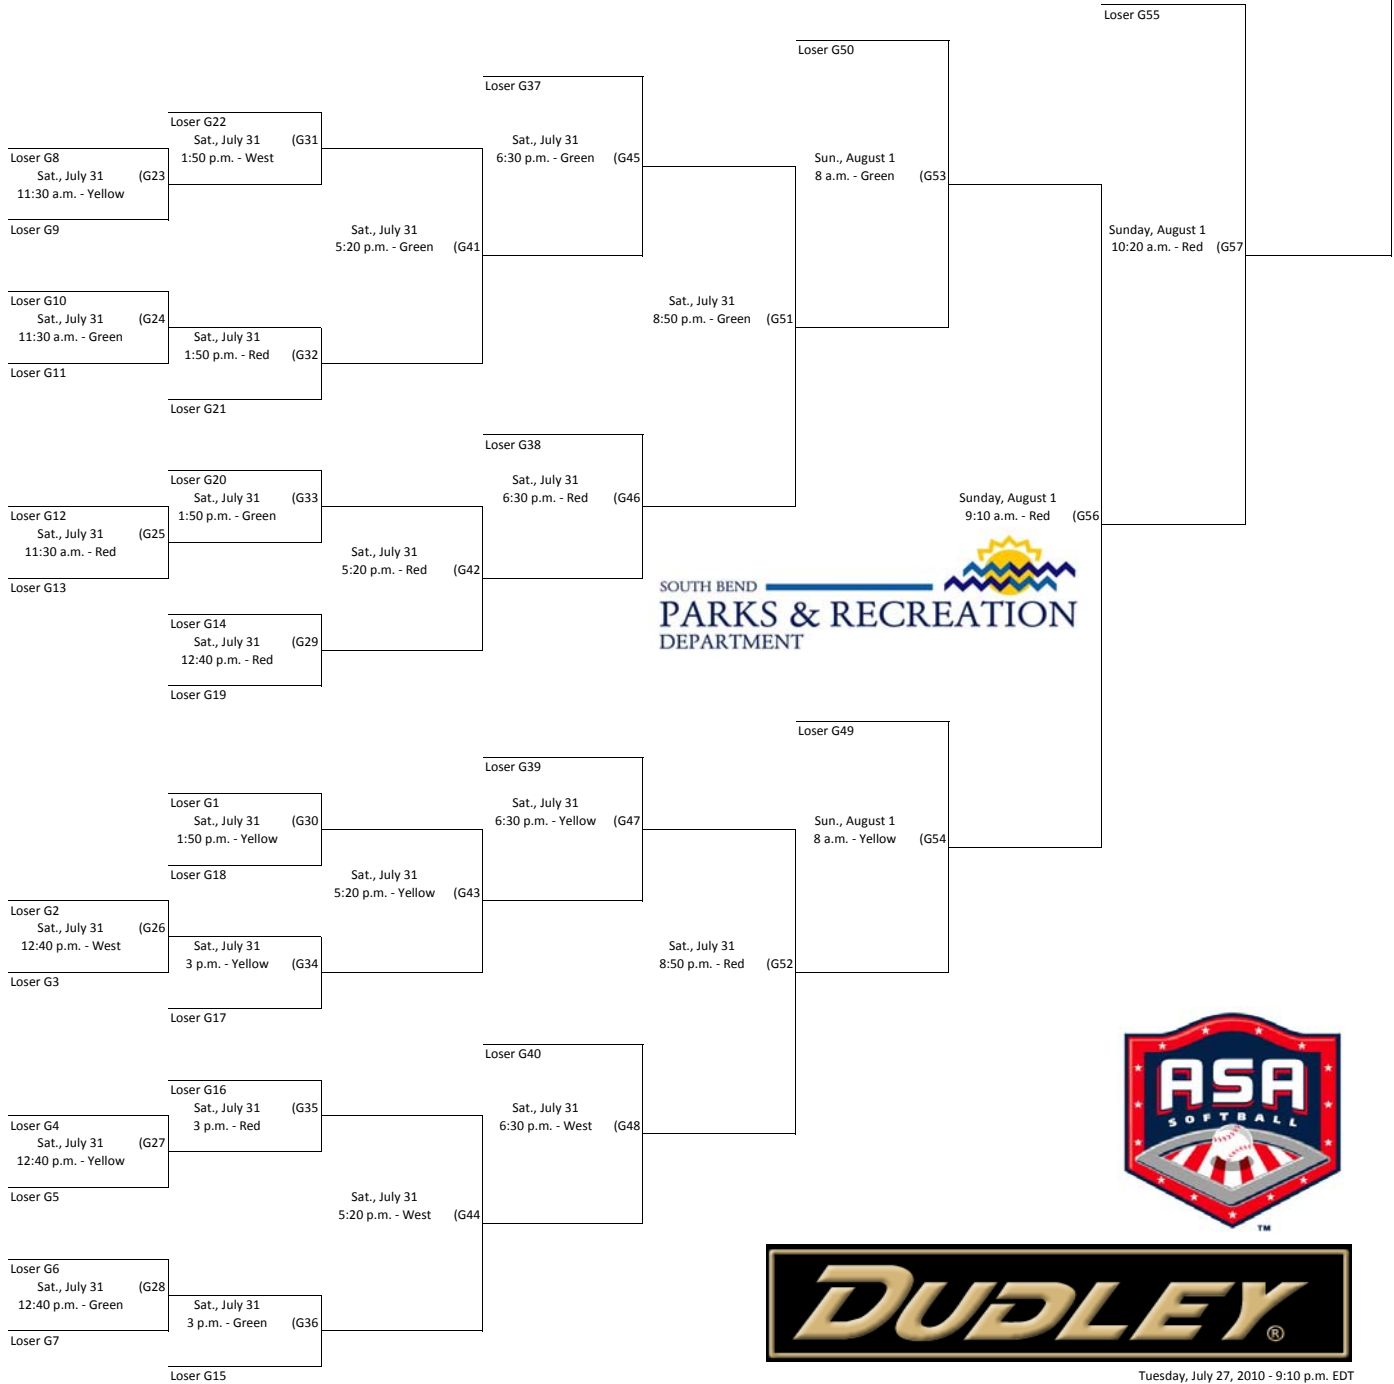 Loser G55
Loser G50
Loser G37
Loser G22
Sat., July 31 (G31
1:50 p.m. - West
Loser G8
Sat., July 31 (G23
11:30 a.m. - Yellow
Loser G9
Sat., July 31
6:30 p.m. - Green (G45
Sun., August 1
8 a.m. - Green (G53
Sat., July 31
5:20 p.m. - Green (G41
Sunday, August 1
10:20 a.m. - Red (G57
Loser G10
Sat., July 31 (G24
11:30 a.m. - Green
Loser G11
Sat., July 31
1:50 p.m. - Red (G32
Loser G21
Sat., July 31
8:50 p.m. - Green (G51
Loser G38
Loser G20
Sat., July 31 (G33
1:50 p.m. - Green
Loser G12
Sat., July 31 (G25
11:30 a.m. - Red
Loser G13
Sat., July 31
6:30 p.m. - Red (G46
Sunday, August 1
9:10 a.m. - Red (G56
Sat., July 31
5:20 p.m. - Red (G42
SOUTH BEND
PARKS & RECREATION
DEPARTMENT
Loser G14
Sat., July 31 (G29
12:40 p.m. - Red
Loser G19
Loser G49
Loser G39
Loser G1
Sat., July 31 (G30
1:50 p.m. - Yellow
Loser G18
Sat., July 31
6:30 p.m. - Yellow (G47
Sun., August 1
8 a.m. - Yellow (G54
Sat., July 31
5:20 p.m. - Yellow (G43
Loser G2
Sat., July 31 (G26
12:40 p.m. - West
Loser G3
Sat., July 31
3 p.m. - Yellow (G34
Loser G17
Sat., July 31
8:50 p.m. - Red (G52
Loser G40
Loser G16
Sat., July 31 (G35
3 p.m. - Red
Loser G4
Sat., July 31 (G27
12:40 p.m. - Yellow
Loser G5
Sat., July 31
6:30 p.m. - West (G48
Sat., July 31
5:20 p.m. - West (G44
ASA
SOFTBALL
TM
Loser G6
Sat., July 31 (G28
12:40 p.m. - Green
Loser G7
Sat., July 31
3 p.m. - Green (G36
Loser G15
DUDLEY®
Tuesday, July 27, 2010 - 9:10 p.m. EDT